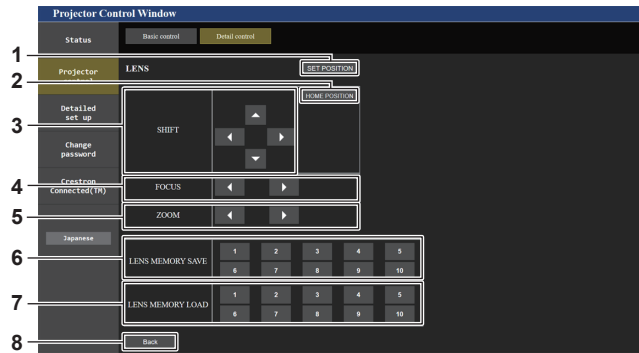 Projector Control Window
Status
Basic control
Detail control
1
Projector
LENS
SET POSITION
2
HOME POSITION
Detailed
set up
3
SHIFT
Change
password
Crestron
Connected(TM)
4
FOCUS
5
ZOOM
Japanese
6
LENS MEMORY SAVE
1 2 3 4 5
6 7 8 9 10
7
LENS MEMORY LOAD
1 2 3 4 5
6 7 8 9 10
8
Back